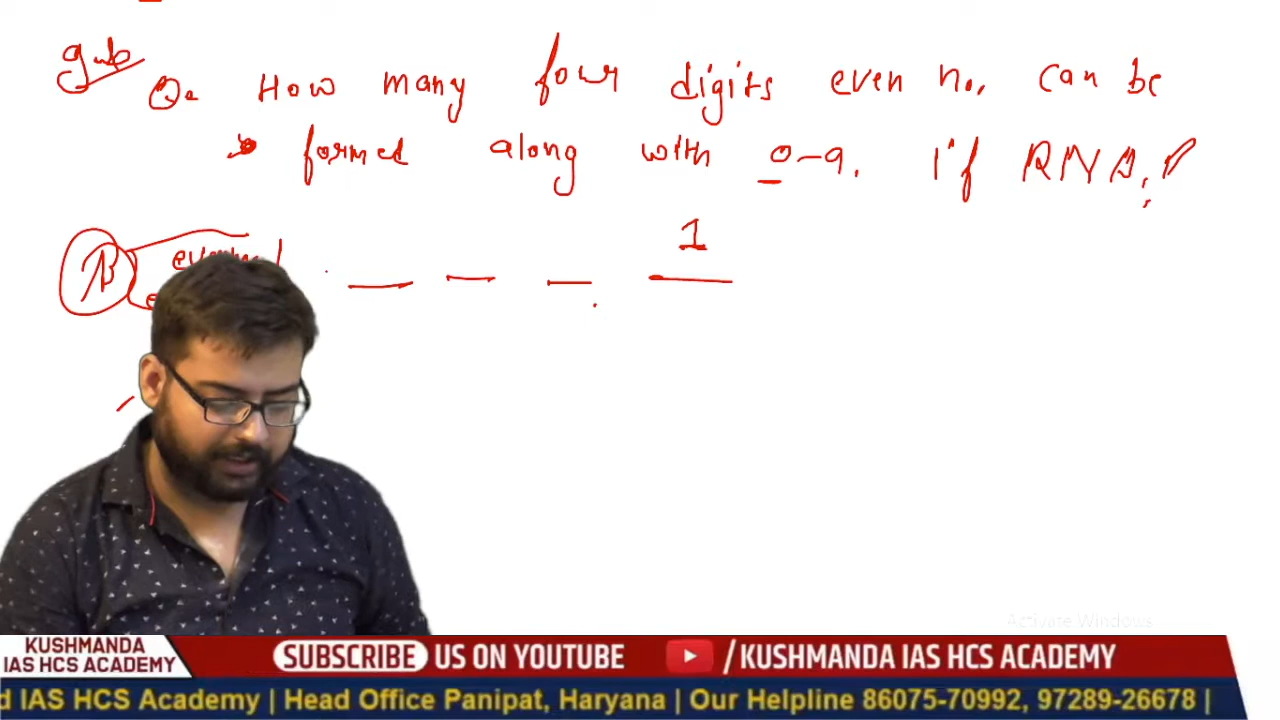 Q. How many four digits even no. can be
formed along with 0-9. if RNA.?
1
Activate Windows
KUSHMANDA
IAS HCS ACADEMY
SUBSCRIBE US ON YOUTUBE
/KUSHMANDA IAS HCS ACADEMY
d IAS HCS Academy | Head Office Panipat, Haryana | Our Helpline 86075-70992, 97289-26678 |